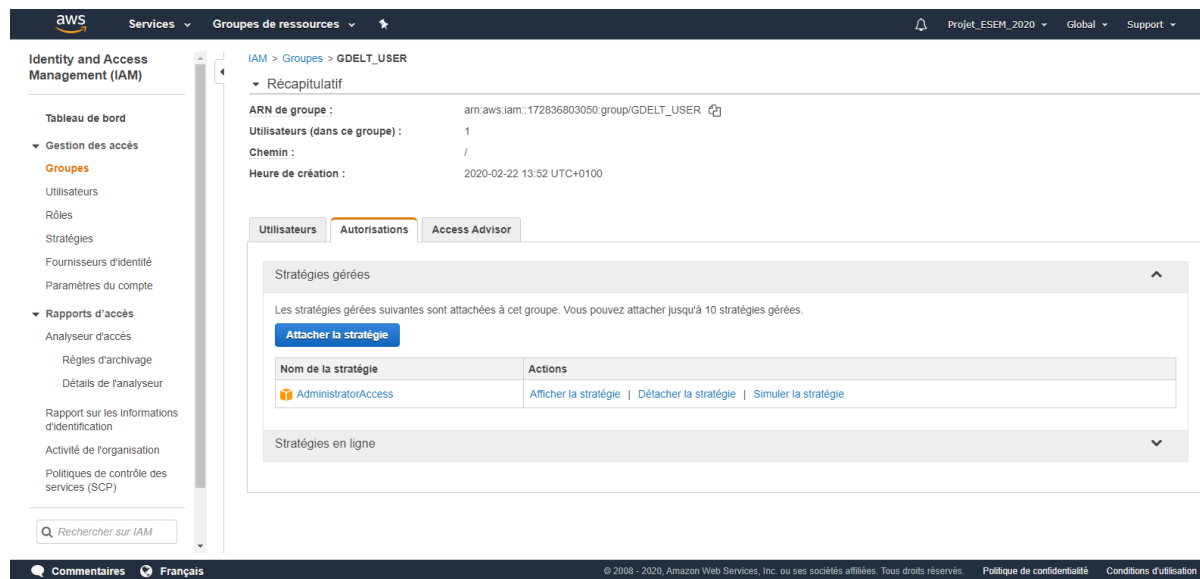 aws Services Groupes de ressources Projet_ESEM_2020 Global Support
Identity and Access
Management (IAM)
Tableau de bord
Gestion des accès
Groupes
Utilisateurs
Rôles
Stratégies
Fournisseurs d'identité
Paramètres du compte
Rapports d'accès
Analyseur d'accès
Règles d'archivage
Détails de l'analyseur
Rapport sur les informations
d'identification
Activité de l'organisation
Politiques de contrôle des
services (SCP)
Rechercher sur IAM
IAM > Groupes > GDELT_USER
Récapitulatif
ARN de groupe : arn:aws:iam::172836803050:group/GDELT_USER
Utilisateurs (dans ce groupe) : 1
Chemin : /
Heure de création : 2020-02-22 13:52 UTC+0100
Utilisateurs Autorisations Access Advisor
Stratégies gérées
Les stratégies gérées suivantes sont attachées à cet groupe. Vous pouvez attacher jusqu'à 10 stratégies gérées.
Attacher la stratégie
Nom de la stratégie Actions
AdministratorAccess Afficher la stratégie | Détacher la stratégie | Simuler la stratégie
Stratégies en ligne
Commentaires Français © 2008 - 2020, Amazon Web Services, Inc. ou ses sociétés affiliées. Tous droits réservés. Politique de confidentialité Conditions d'utilisation